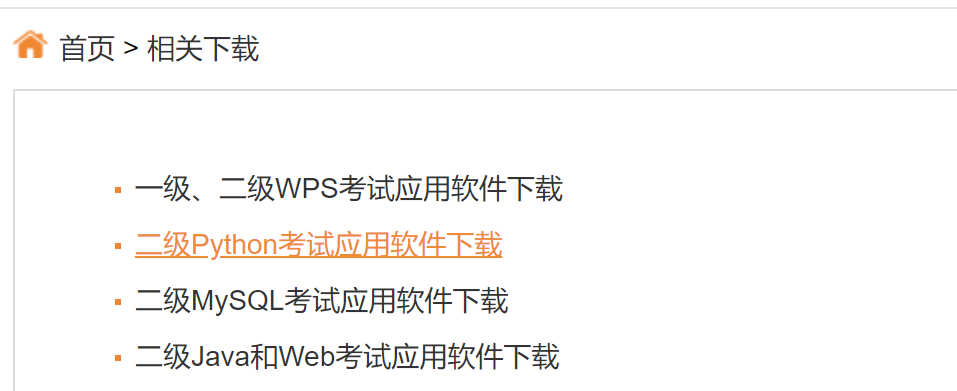 首页 > 相关下载
一级、二级WPS考试应用软件下载
二级Python考试应用软件下载
二级MySQL考试应用软件下载
二级Java和Web考试应用软件下载